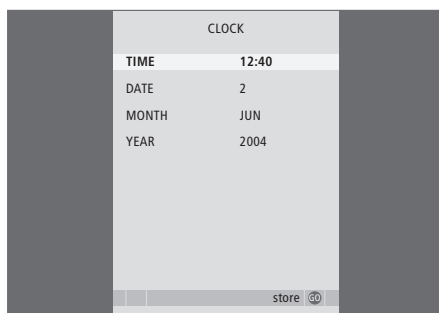 CLOCK
TIME 12:40
DATE 2
MONTH JUN
YEAR 2004
store GO